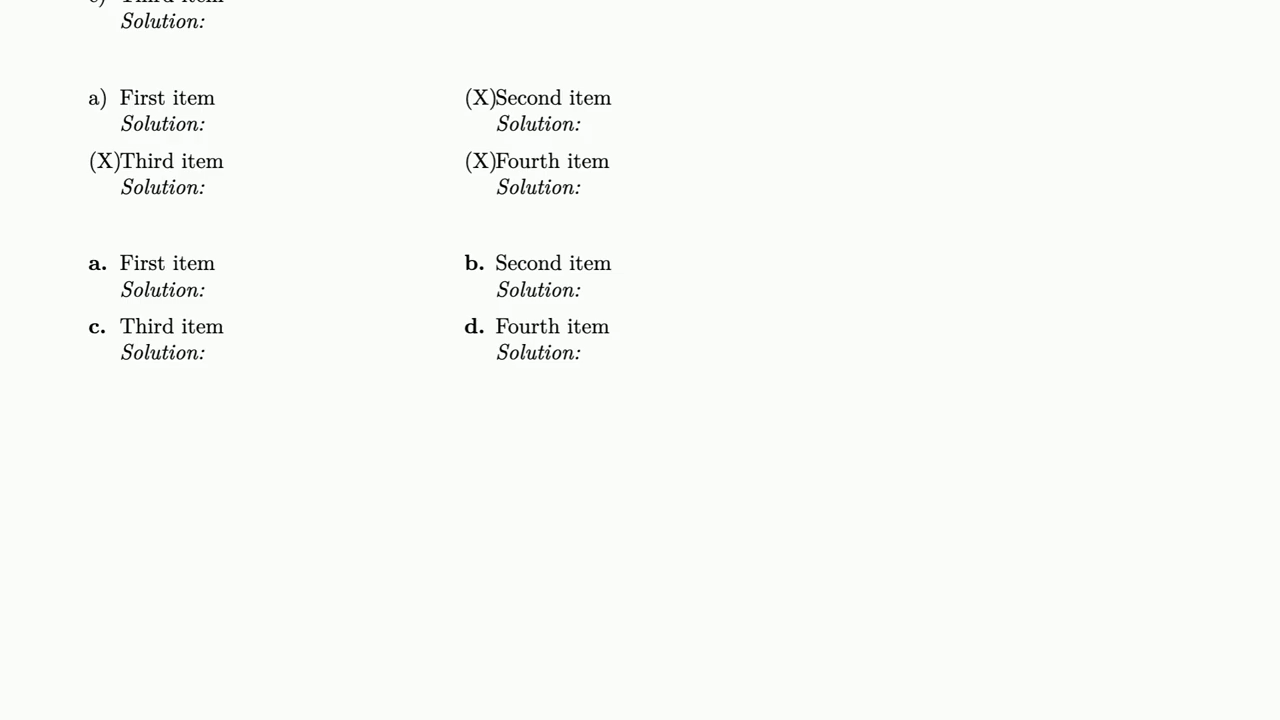 Solution:
a) First item (X)Second item
Solution: Solution:
(X)Third item (X)Fourth item
Solution: Solution:
a. First item b. Second item
Solution: Solution:
c. Third item d. Fourth item
Solution: Solution: